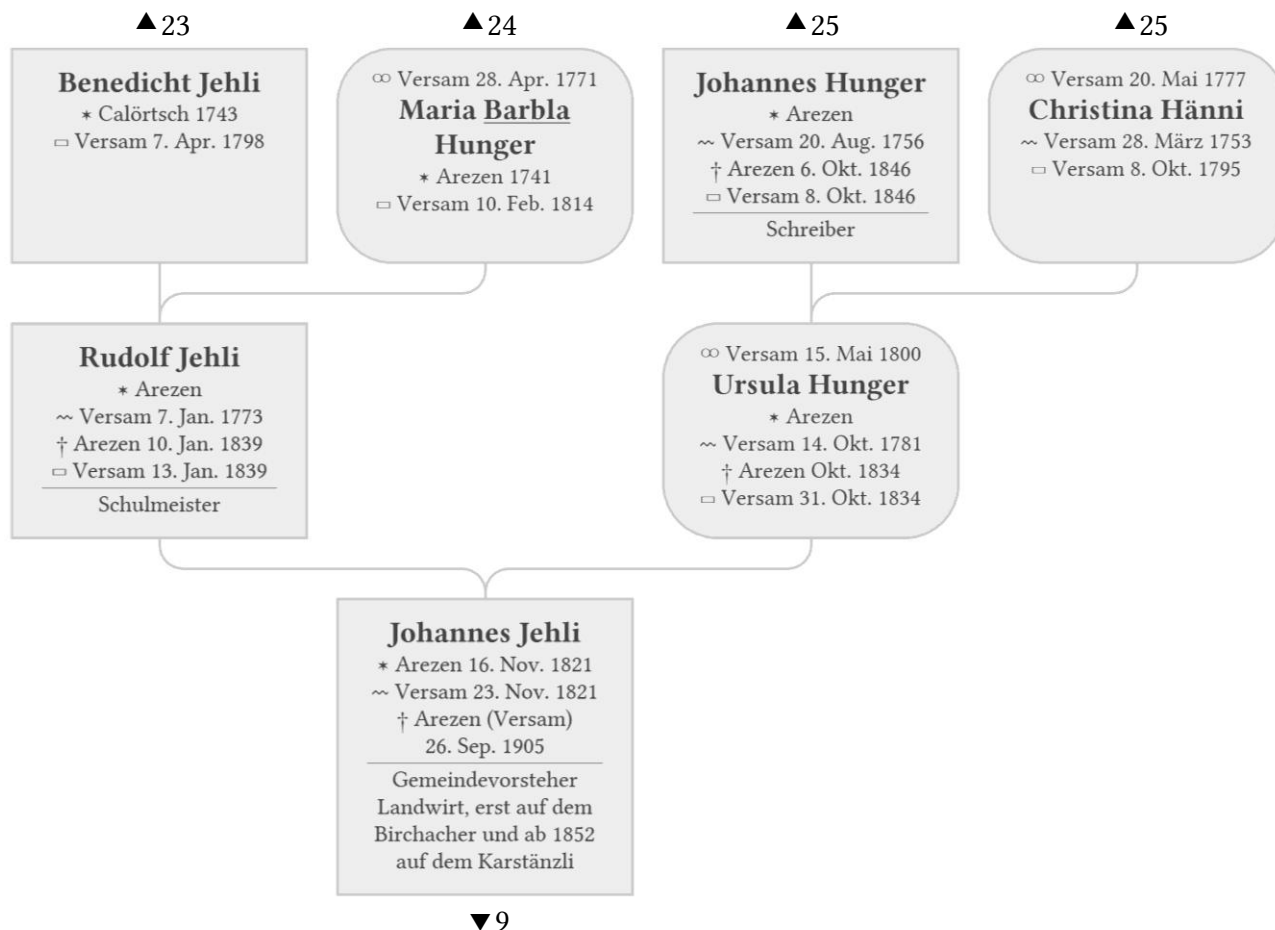 ▲23
Benedicht Jehli
* Calörtsch 1743
▭ Versam 7. Apr. 1798
▲24
⚭ Versam 28. Apr. 1771
Maria Barbla
Hunger
* Arezen 1741
▭ Versam 10. Feb. 1814
▲25
Johannes Hunger
* Arezen
~ Versam 20. Aug. 1756
† Arezen 6. Okt. 1846
▭ Versam 8. Okt. 1846
Schreiber
▲25
⚭ Versam 20. Mai 1777
Christina Hänni
~ Versam 28. März 1753
▭ Versam 8. Okt. 1795
Rudolf Jehli
* Arezen
~ Versam 7. Jan. 1773
† Arezen 10. Jan. 1839
▭ Versam 13. Jan. 1839
Schulmeister
⚭ Versam 15. Mai 1800
Ursula Hunger
* Arezen
~ Versam 14. Okt. 1781
† Arezen Okt. 1834
▭ Versam 31. Okt. 1834
Johannes Jehli
* Arezen 16. Nov. 1821
~ Versam 23. Nov. 1821
† Arezen (Versam)
26. Sep. 1905
Gemeindevorsteher
Landwirt, erst auf dem
Birchacher und ab 1852
auf dem Karstänzli
▼9